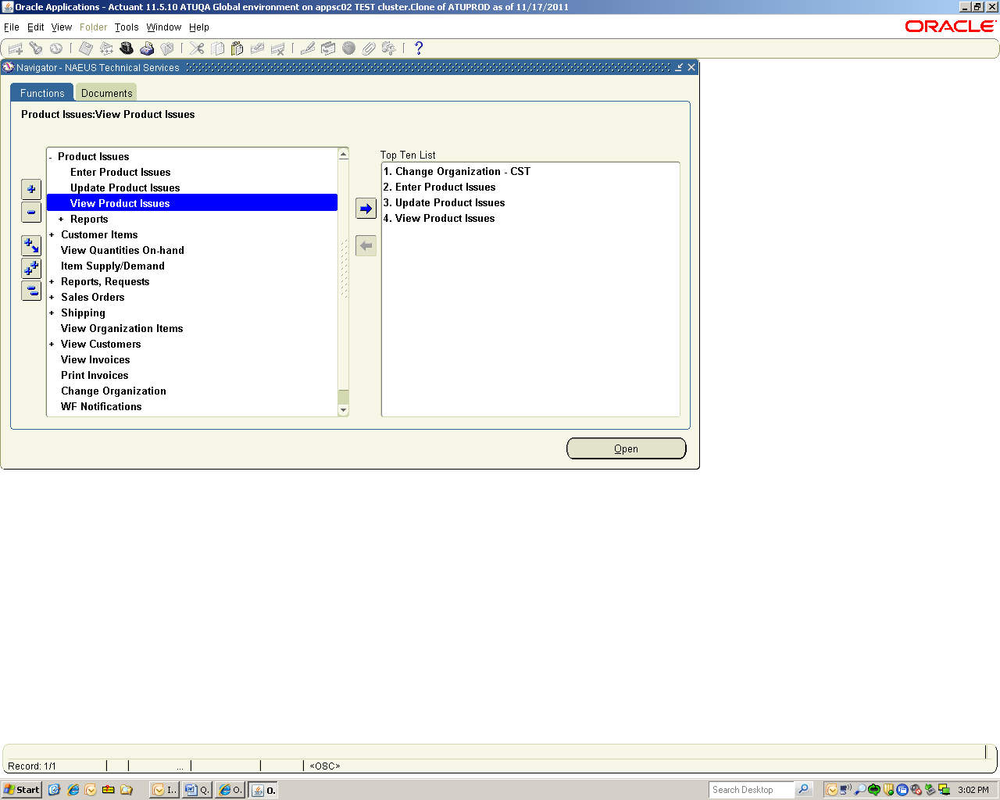 Oracle Applications - Actuant 11.5.10 ATUQA Global environment on appsc02 TEST cluster.Clone of ATUPROD as of 11/17/2011
File Edit View Folder Tools Window Help
ORACLE
Navigator - NAEUS Technical Services
Functions Documents
Product Issues:View Product Issues
- Product Issues
Enter Product Issues
Update Product Issues
View Product Issues
+ Reports
+ Customer Items
View Quantities On-hand
Item Supply/Demand
+ Reports, Requests
+ Sales Orders
+ Shipping
View Organization Items
+ View Customers
View Invoices
Print Invoices
Change Organization
WF Notifications
Top Ten List
1. Change Organization - CST
2. Enter Product Issues
3. Update Product Issues
4. View Product Issues
Open
Record: 1/1 ... <OSC>
Start I.. Q. O. O. Search Desktop 3:02 PM